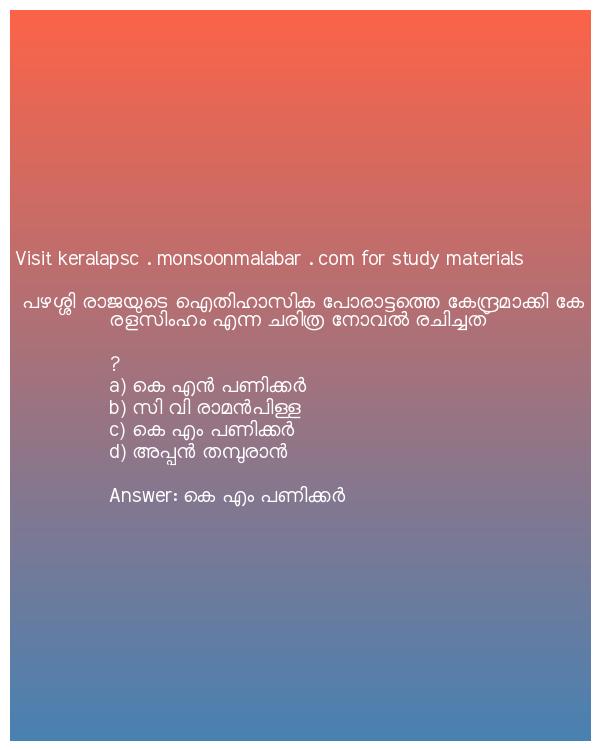 Visit keralapsc . monsoonmalabar . com for study materials
പഴശ്ശി രാജയുടെ ഐതിഹാസിക പോരാട്ടത്തെ കേന്ദ്രമാക്കി കേ
രളസിംഹം എന്ന ചരിത്ര നോവൽ രചിച്ചത്
?
a) കെ എൻ പണിക്കർ
b) സി വി രാമൻപിള്ള
c) കെ എം പണിക്കർ
d) അപ്പൻ തമ്പുരാൻ
Answer: കെ എം പണിക്കർ